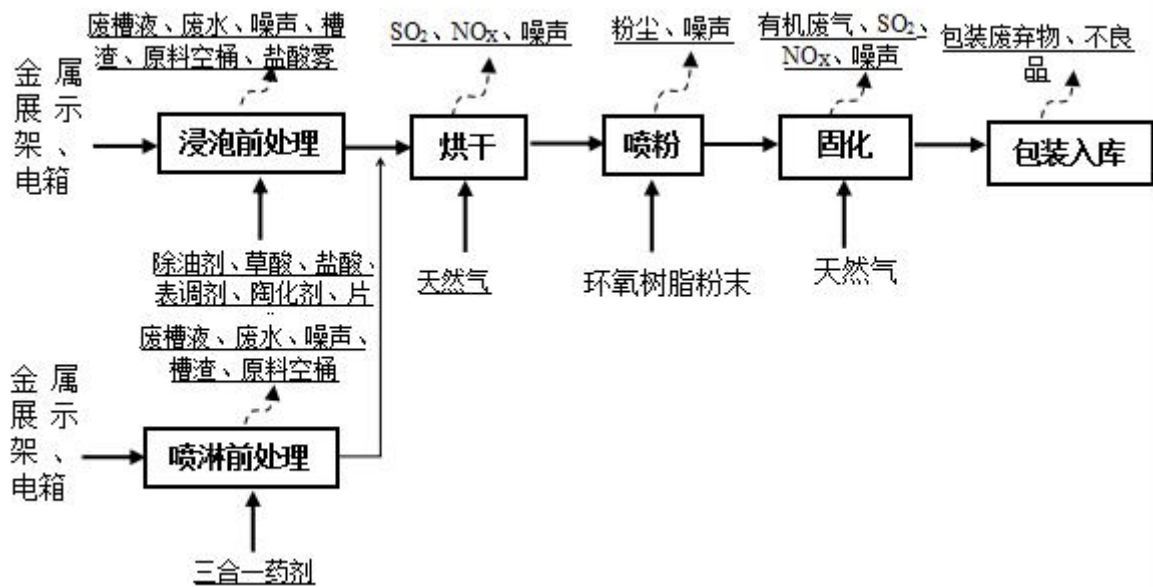 废槽液、废水、噪声、槽
渣、原料空桶、盐酸雾
SO₂、NOx、噪声
粉尘、噪声
有机废气、SO₂、
NOx、噪声
包装废弃物、不良
品
金属
展示
架、
电箱
浸泡前处理
烘干
喷粉
固化
包装入库
除油剂、草酸、盐酸、
表调剂、陶化剂、片
天然气
环氧树脂粉末
天然气
废槽液、废水、噪声、
槽渣、原料空桶
金属
展示
架、
电箱
喷淋前处理
三合一药剂